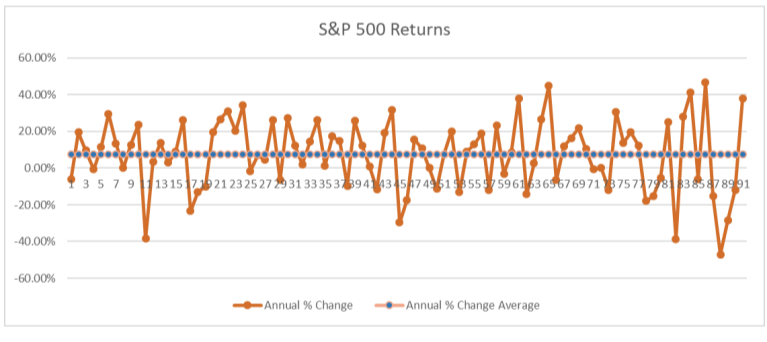 S&P 500 Returns
60.00%
40.00%
20.00%
0.00%
1 3 5 7 9 11 13 15 17 19 21 23 25 27 29 31 33 35 37 39 41 43 45 47 49 51 53 55 57 59 61 63 65 67 69 71 73 75 77 79 81 83 85 87 89 91
-20.00%
-40.00%
-60.00%
Annual % Change Annual % Change Average